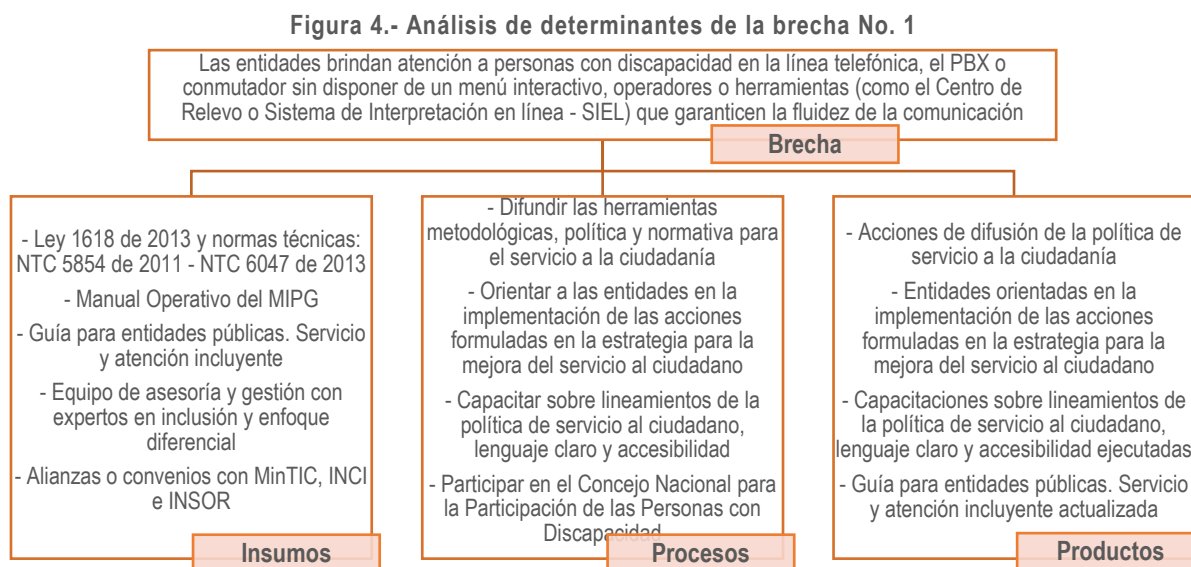 Figura 4.- Análisis de determinantes de la brecha No. 1
Las entidades brindan atención a personas con discapacidad en la línea telefónica, el PBX o
conmutador sin disponer de un menú interactivo, operadores o herramientas (como el Centro de
Relevo o Sistema de Interpretación en línea - SIEL) que garanticen la fluidez de la comunicación
Brecha
- Ley 1618 de 2013 y normas técnicas:
NTC 5854 de 2011 - NTC 6047 de 2013
- Manual Operativo del MIPG
- Guía para entidades públicas. Servicio
y atención incluyente
- Equipo de asesoría y gestión con
expertos en inclusión y enfoque
diferencial
- Alianzas o convenios con MinTIC, INCI
e INSOR
Insumos
- Difundir las herramientas
metodológicas, política y normativa para
el servicio a la ciudadanía
- Orientar a las entidades en la
implementación de las acciones
formuladas en la estrategia para la
mejora del servicio al ciudadano
- Capacitar sobre lineamientos de la
política de servicio al ciudadano,
lenguaje claro y accesibilidad
- Participar en el Concejo Nacional para
la Participación de las Personas con
Discapacidad
Procesos
- Acciones de difusión de la política de
servicio a la ciudadanía
- Entidades orientadas en la
implementación de las acciones
formuladas en la estrategia para la
mejora del servicio al ciudadano
- Capacitaciones sobre lineamientos de
la política de servicio al ciudadano,
lenguaje claro y accesibilidad ejecutadas
- Guía para entidades públicas. Servicio
y atención incluyente actualizada
Productos